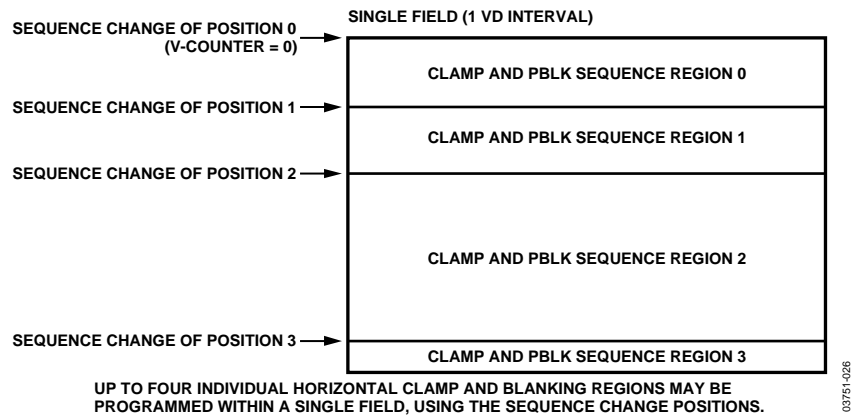 SINGLE FIELD (1 VD INTERVAL)
SEQUENCE CHANGE OF POSITION 0
(V-COUNTER = 0)
CLAMP AND PBLK SEQUENCE REGION 0
SEQUENCE CHANGE OF POSITION 1
CLAMP AND PBLK SEQUENCE REGION 1
SEQUENCE CHANGE OF POSITION 2
CLAMP AND PBLK SEQUENCE REGION 2
SEQUENCE CHANGE OF POSITION 3
CLAMP AND PBLK SEQUENCE REGION 3
UP TO FOUR INDIVIDUAL HORIZONTAL CLAMP AND BLANKING REGIONS MAY BE
PROGRAMMED WITHIN A SINGLE FIELD, USING THE SEQUENCE CHANGE POSITIONS.
03751-026